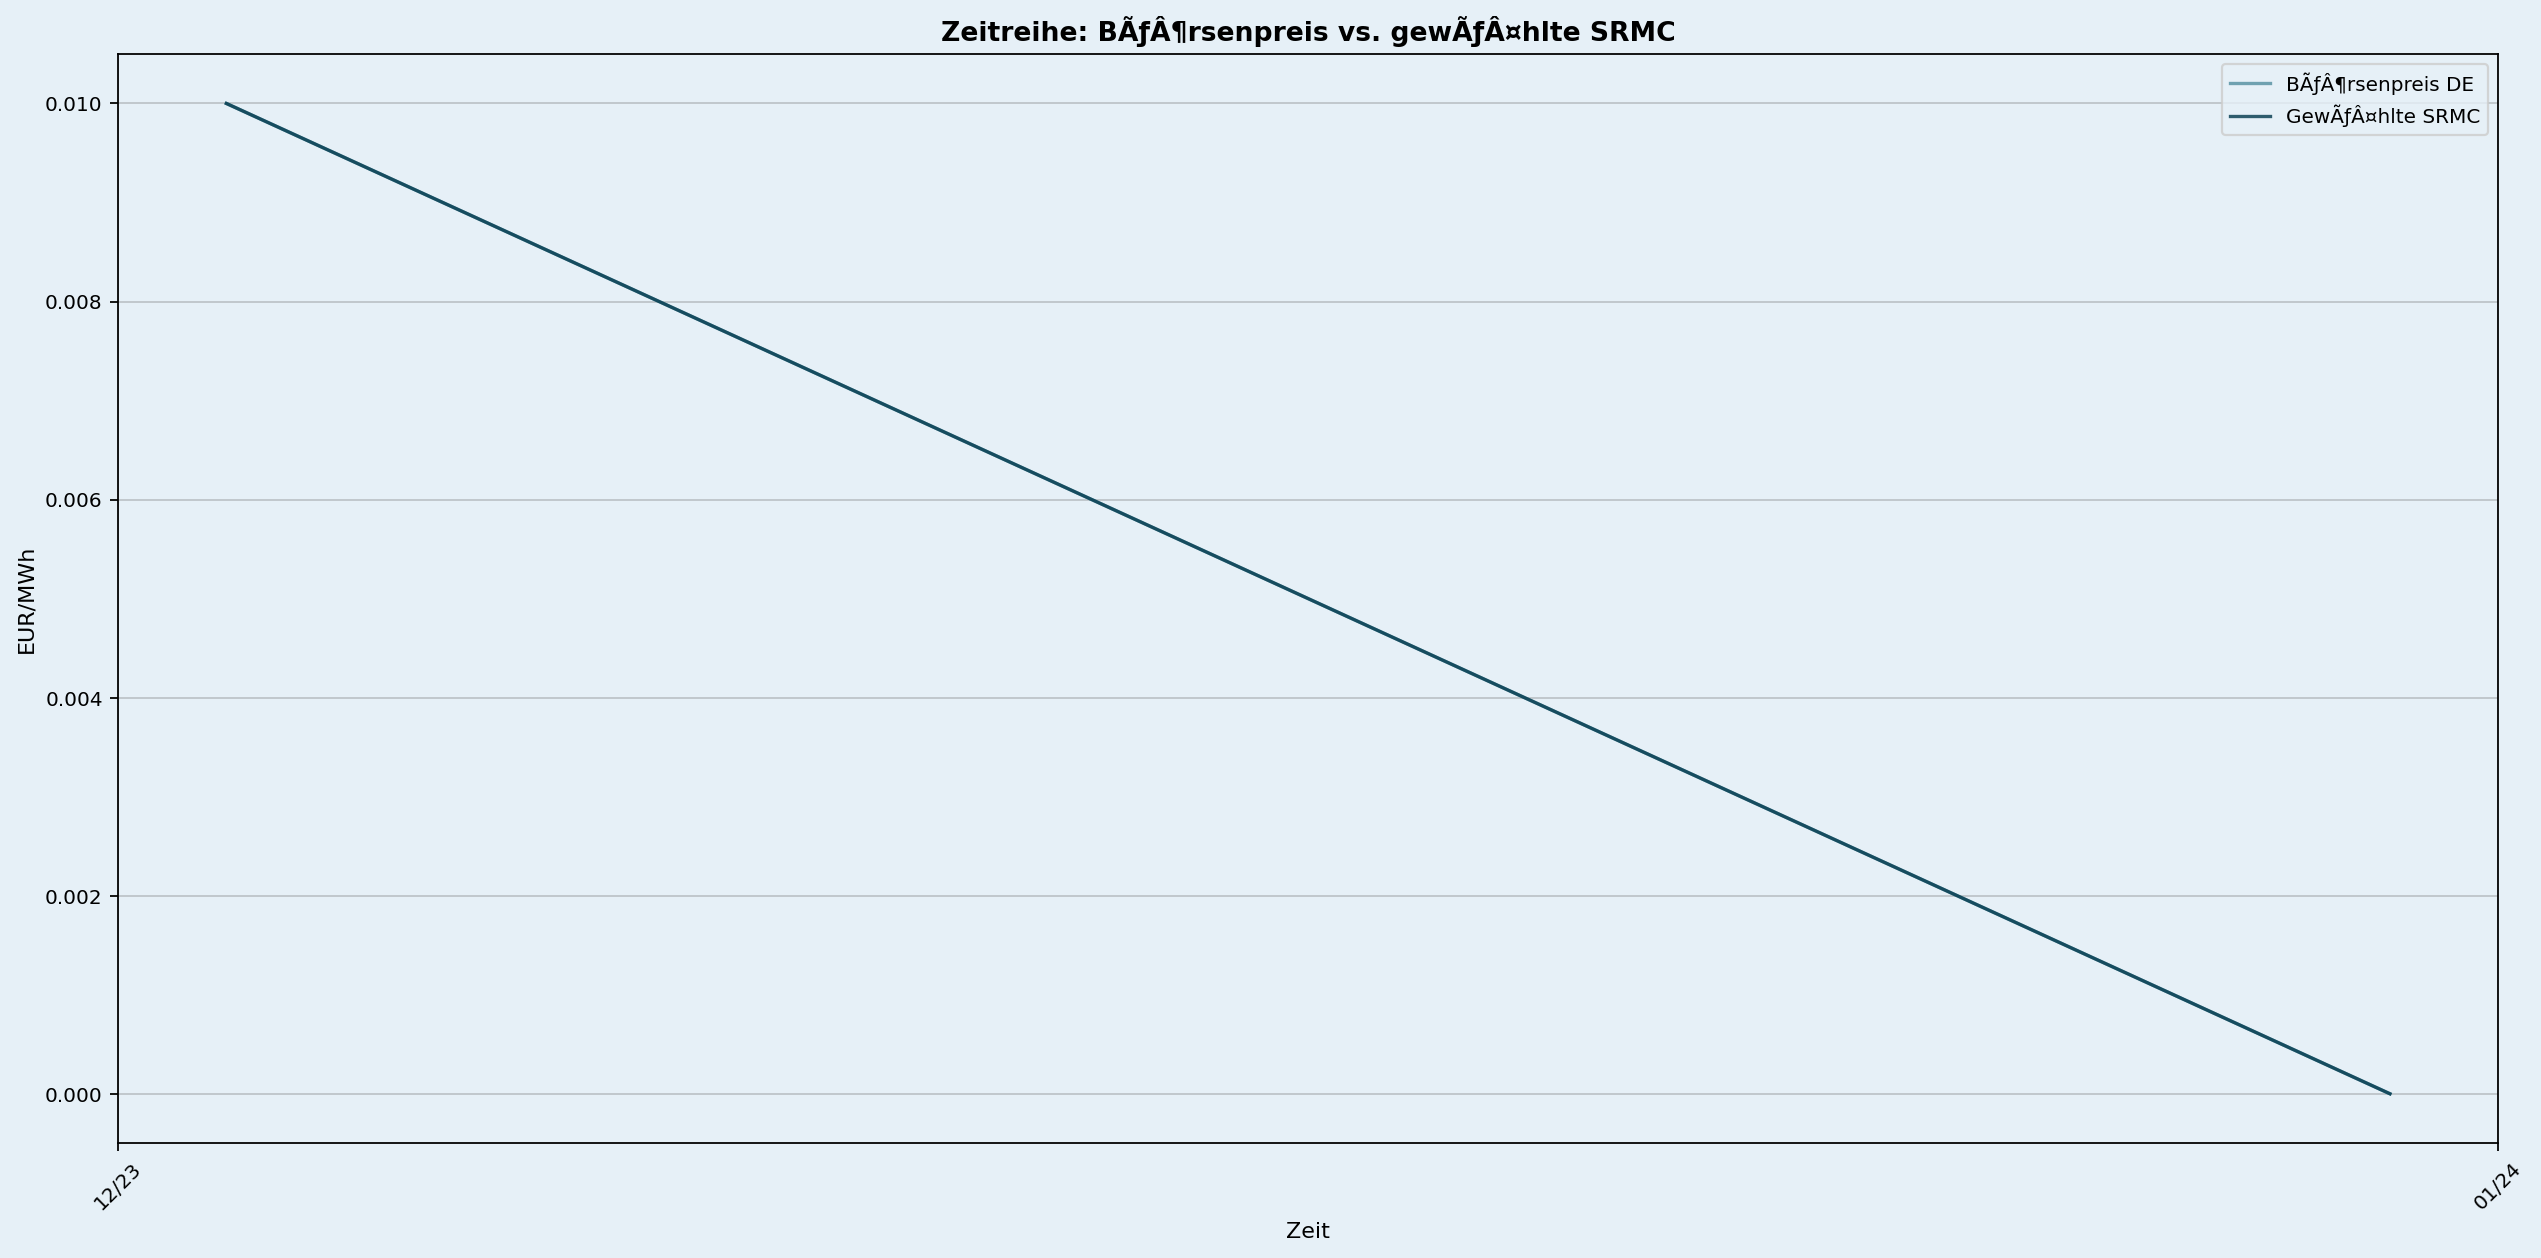 Zeitreihe: BÃƒÂ¶rsenpreis vs. gewÃƒÂ¤hlte SRMC
BÃƒÂ¶rsenpreis DE
GewÃƒÂ¤hlte SRMC
EUR/MWh
0.010
0.008
0.006
0.004
0.002
0.000
12/23
01/24
Zeit